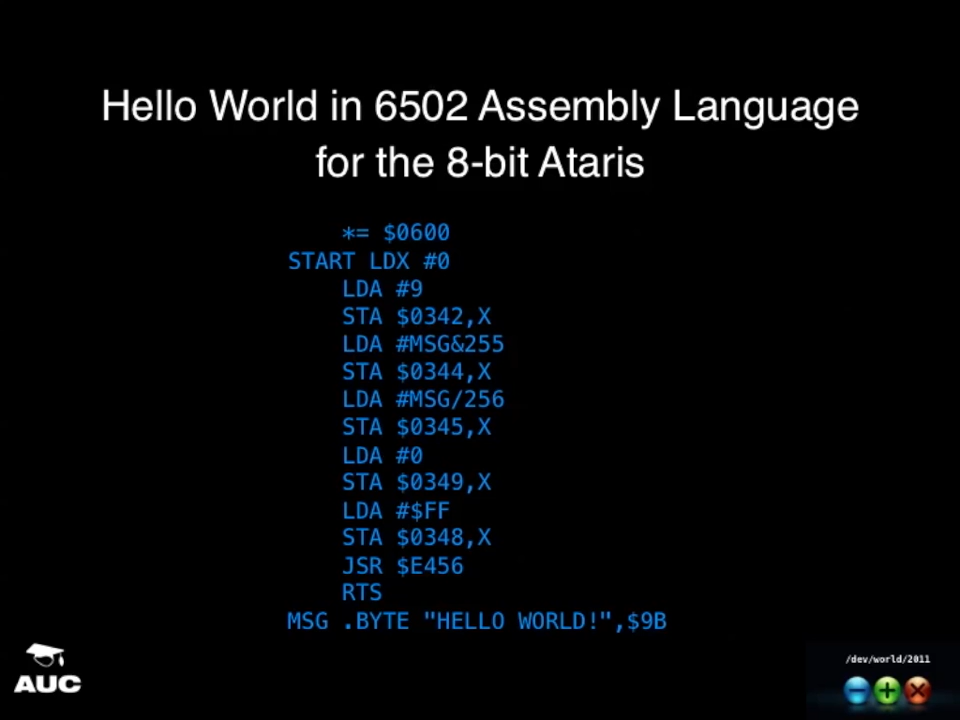 Hello World in 6502 Assembly Language
for the 8-bit Ataris
*= $0600
START LDX #0
LDA #9
STA $0342,X
LDA #MSG&255
STA $0344,X
LDA #MSG/256
STA $0345,X
LDA #0
STA $0349,X
LDA #$FF
STA $0348,X
JSR $E456
RTS
MSG .BYTE "HELLO WORLD!",$9B
AUC
/dev/world/2011